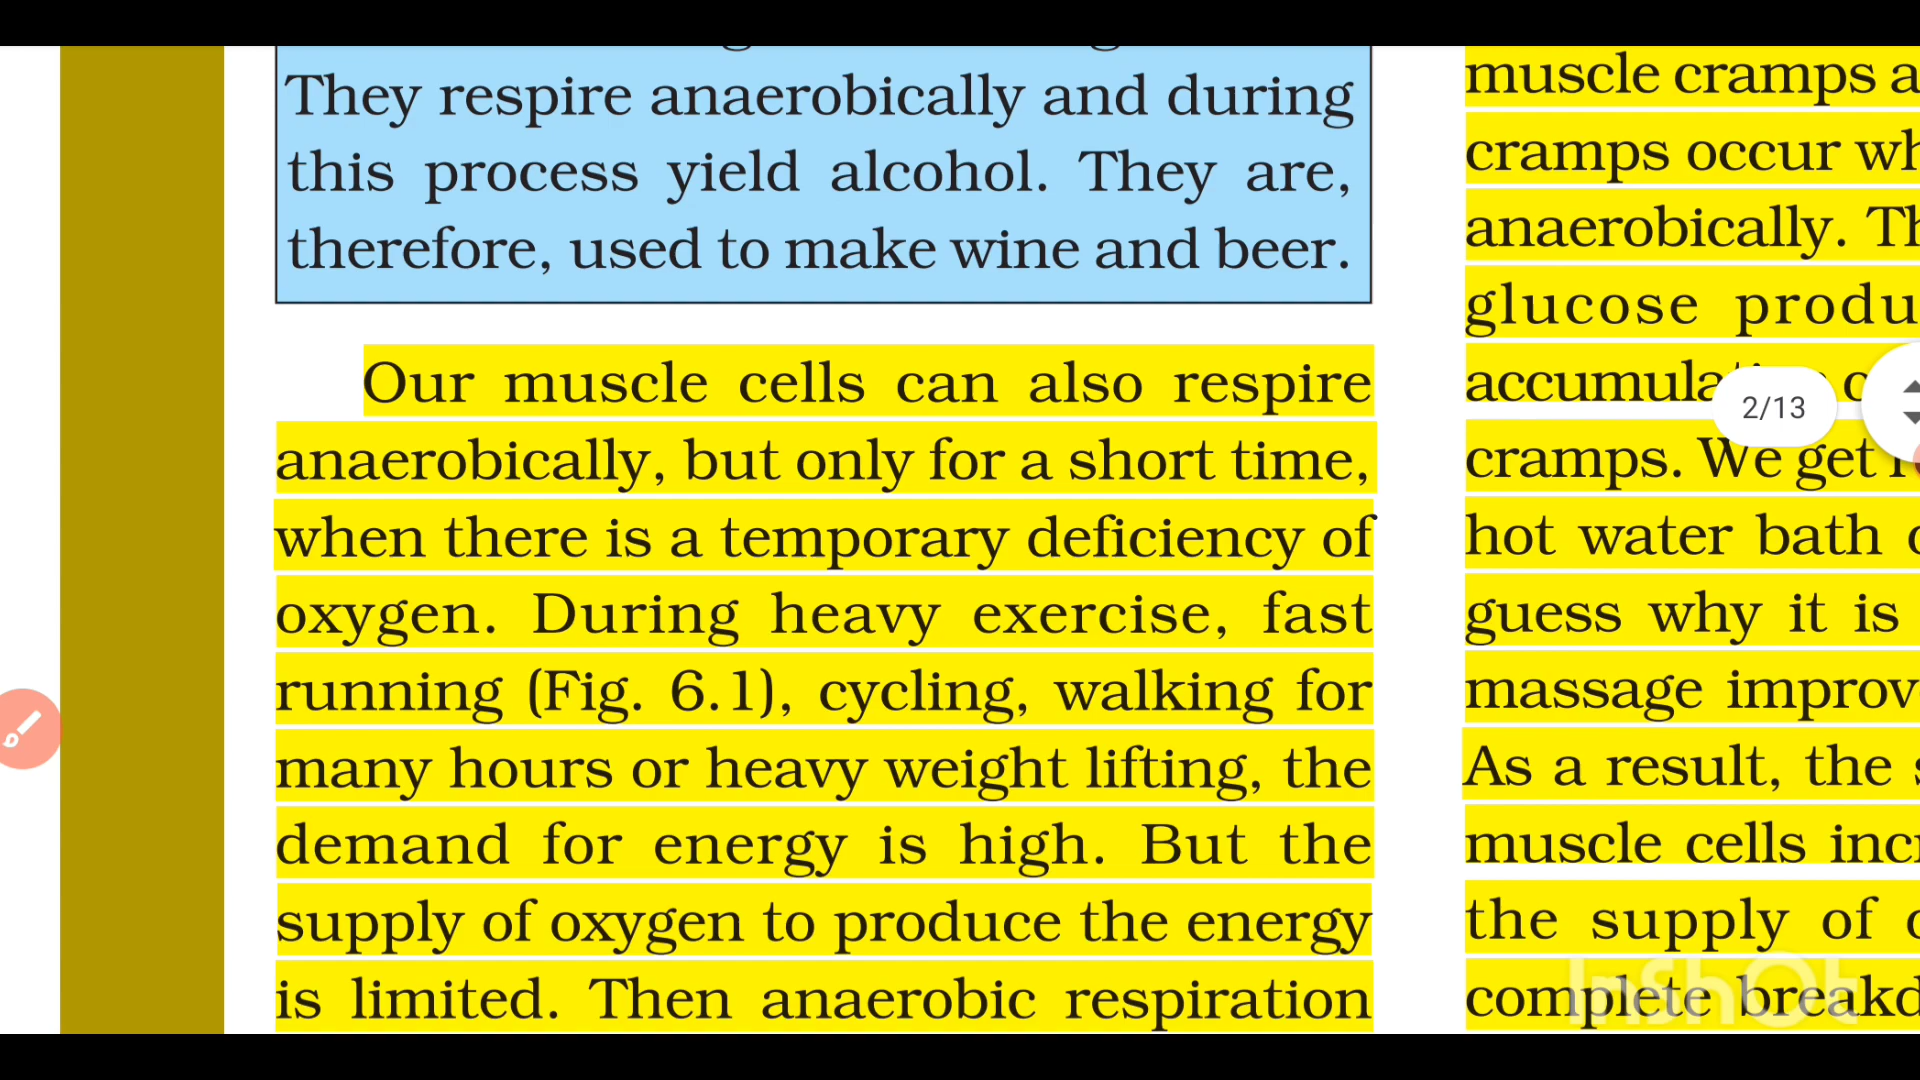 They respire anaerobically and during
this process yield alcohol. They are,
therefore, used to make wine and beer.
Our muscle cells can also respire
anaerobically, but only for a short time,
when there is a temporary deficiency of
oxygen. During heavy exercise, fast
running (Fig. 6.1), cycling, walking for
many hours or heavy weight lifting, the
demand for energy is high. But the
supply of oxygen to produce the energy
is limited. Then anaerobic respiration
muscle cramps
cramps occur
anaerobically.
glucose
cramps. We get
hot water bath
guess why it is
massage
As a result, the
muscle cells
the supply of
complete
2/13
InShOt